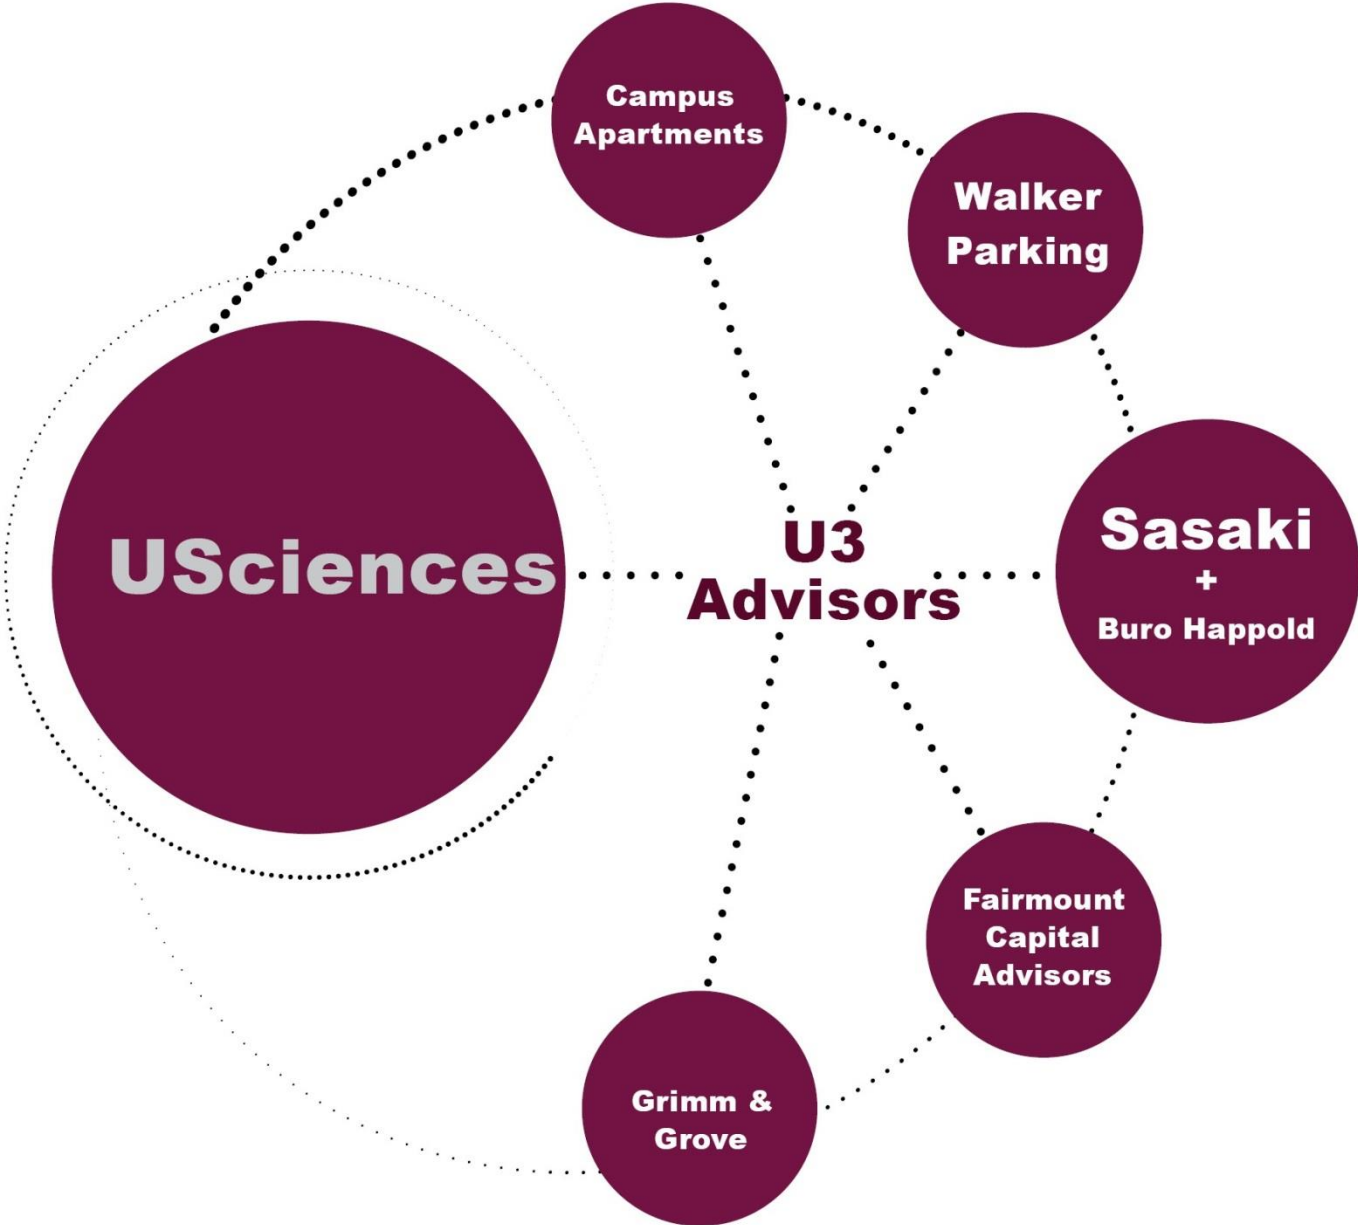 Campus
Apartments
Walker
Parking
USciences
U3
Advisors
Sasaki
+
Buro Happold
Fairmount
Capital
Advisors
Grimm &
Grove